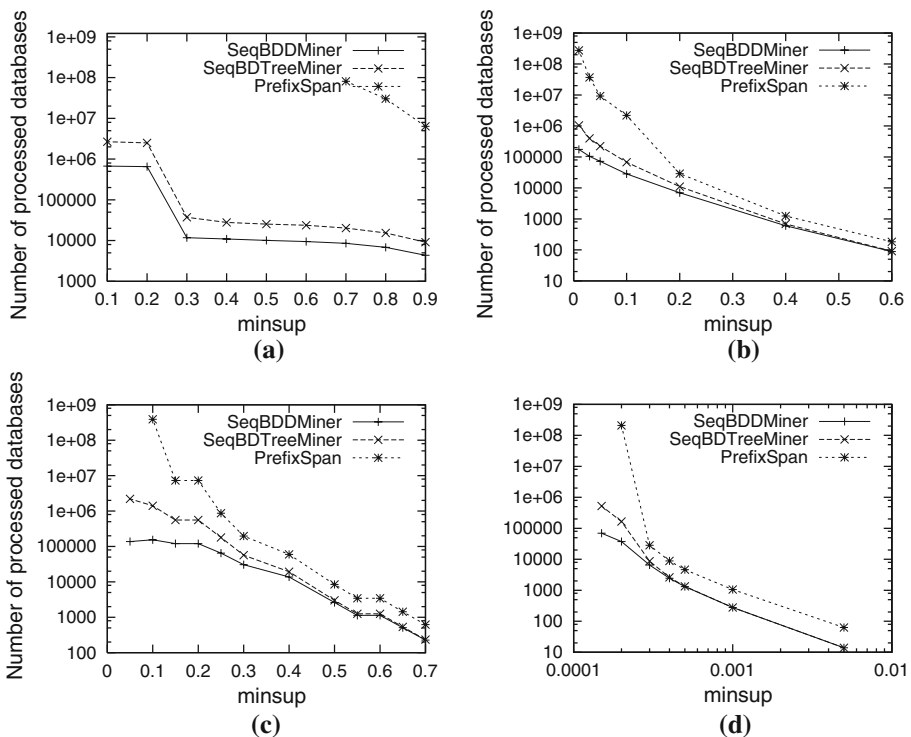 Number of processed databases
1e+09
1e+08
1e+07
1e+06
100000
10000
1000
SeqBDDMiner
SeqBDTreeMiner
PrefixSpan
0.1 0.2 0.3 0.4 0.5 0.6 0.7 0.8 0.9
minsup
(a)
Number of processed databases
1e+09
1e+08
1e+07
1e+06
100000
10000
1000
100
10
SeqBDDMiner
SeqBDTreeMiner
PrefixSpan
0 0.1 0.2 0.3 0.4 0.5 0.6
minsup
(b)
Number of processed databases
1e+09
1e+08
1e+07
1e+06
100000
10000
1000
100
SeqBDDMiner
SeqBDTreeMiner
PrefixSpan
0 0.1 0.2 0.3 0.4 0.5 0.6 0.7
minsup
(c)
1e+09
1e+08
1e+07
1e+06
100000
10000
1000
100
10
SeqBDDMiner
SeqBDTreeMiner
PrefixSpan
0.0001 0.001 0.01
minsup
(d)